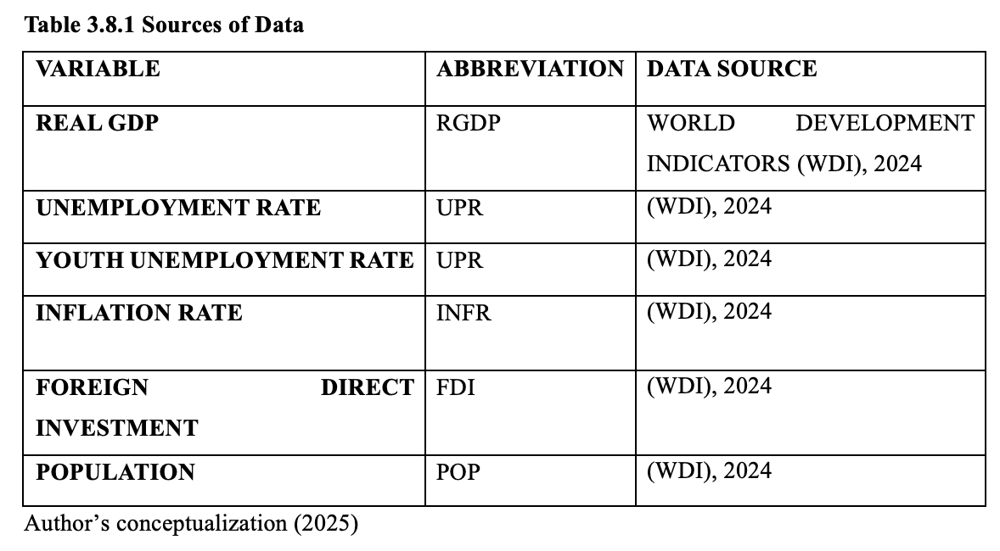 Table 3.8.1 Sources of Data
VARIABLE ABBREVIATION DATA SOURCE
REAL GDP RGDP WORLD DEVELOPMENT
INDICATORS (WDI), 2024
UNEMPLOYMENT RATE UPR (WDI), 2024
YOUTH UNEMPLOYMENT RATE UPR (WDI), 2024
INFLATION RATE INFR (WDI), 2024
FOREIGN DIRECT FDI (WDI), 2024
INVESTMENT
POPULATION POP (WDI), 2024
Author’s conceptualization (2025)